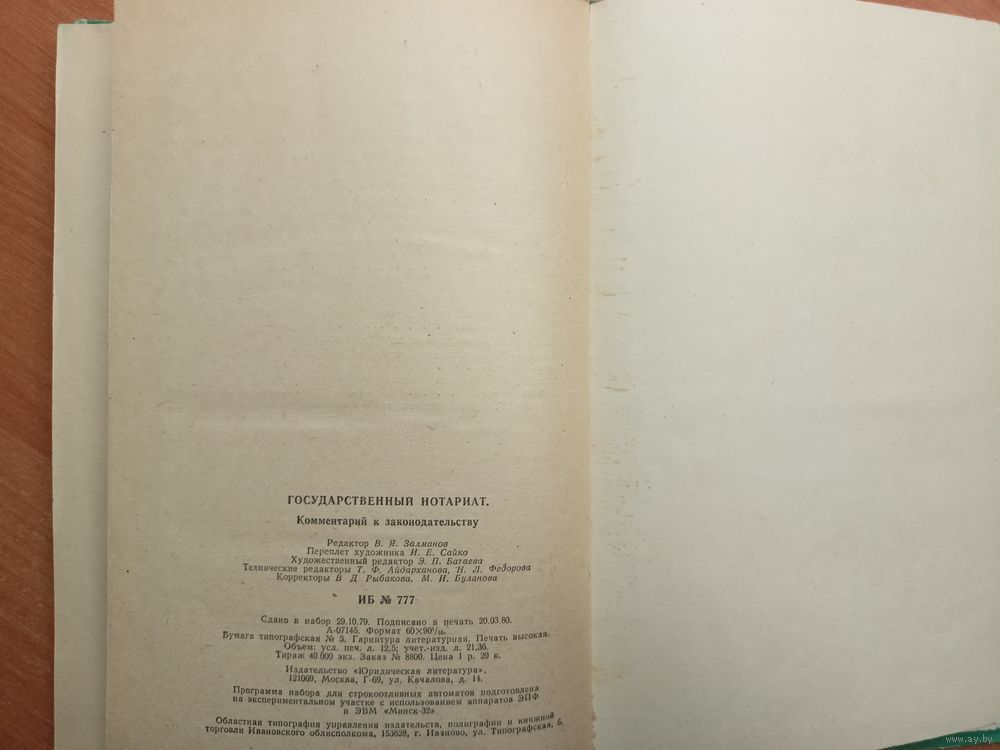 ГОСУДАРСТВЕННЫЙ НОТАРИАТ.
Комментарий к законодательству
Редактор В. Я. Залманов
Переплет художника И. Е. Сайко
Художественный редактор Э. П. Батаева
Технические редакторы Т. Ф. Айдарханова, Н. Л. Федорова
Корректоры В Д Рыбакова, М. И. Буланова
ИБ № 777
Сдано в набор 29.10.79. Подписано в печать 20.03.80.
А-07145. Формат 60×90¹/₁₆.
Бумага типографская № 3. Гарнитура литературная. Печать высокая.
Объем: усл. печ. л. 12,5; учет.-изд. л. 21,36.
Тираж 40 000 экз. Заказ № 8800. Цена 1 р. 20 к.
Издательство «Юридическая литература»,
121069, Москва, Г-69, ул. Качалова, д. 14.
Программа набора для строкоотливных автоматов подготовлена
на экспериментальном участке с использованием аппаратов ЭПФ
и ЭВМ «Минск-32»
Областная типография управления издательств, полиграфии и книжной
торговли Ивановского облисполкома, 153628, г. Иваново, ул. Типографская, 6.
www.ay.by